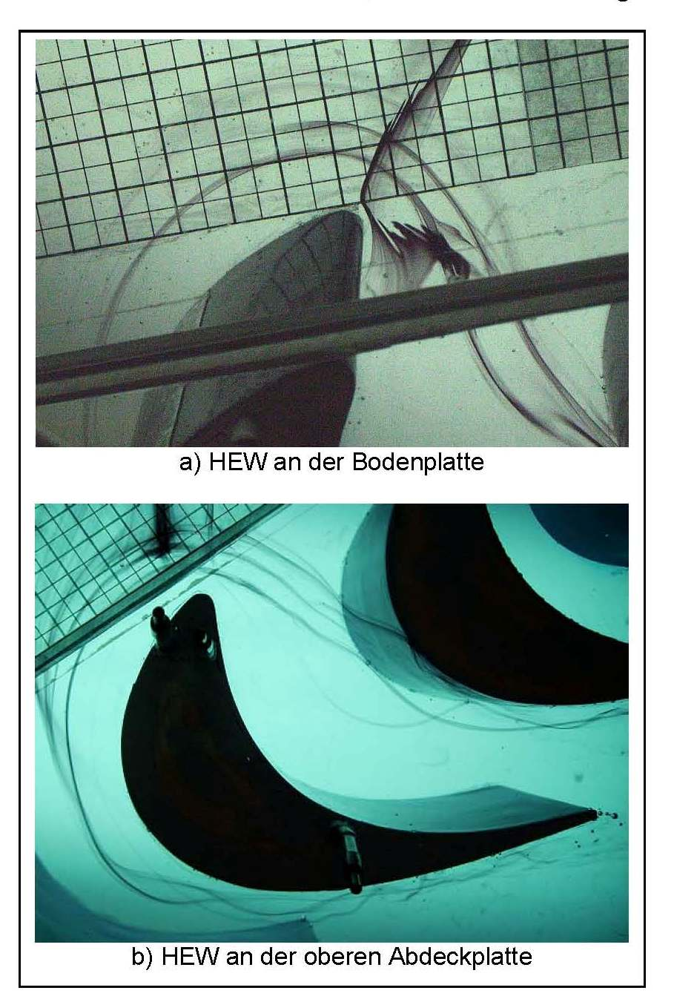 a) HEW an der Bodenplatte
b) HEW an der oberen Abdeckplatte